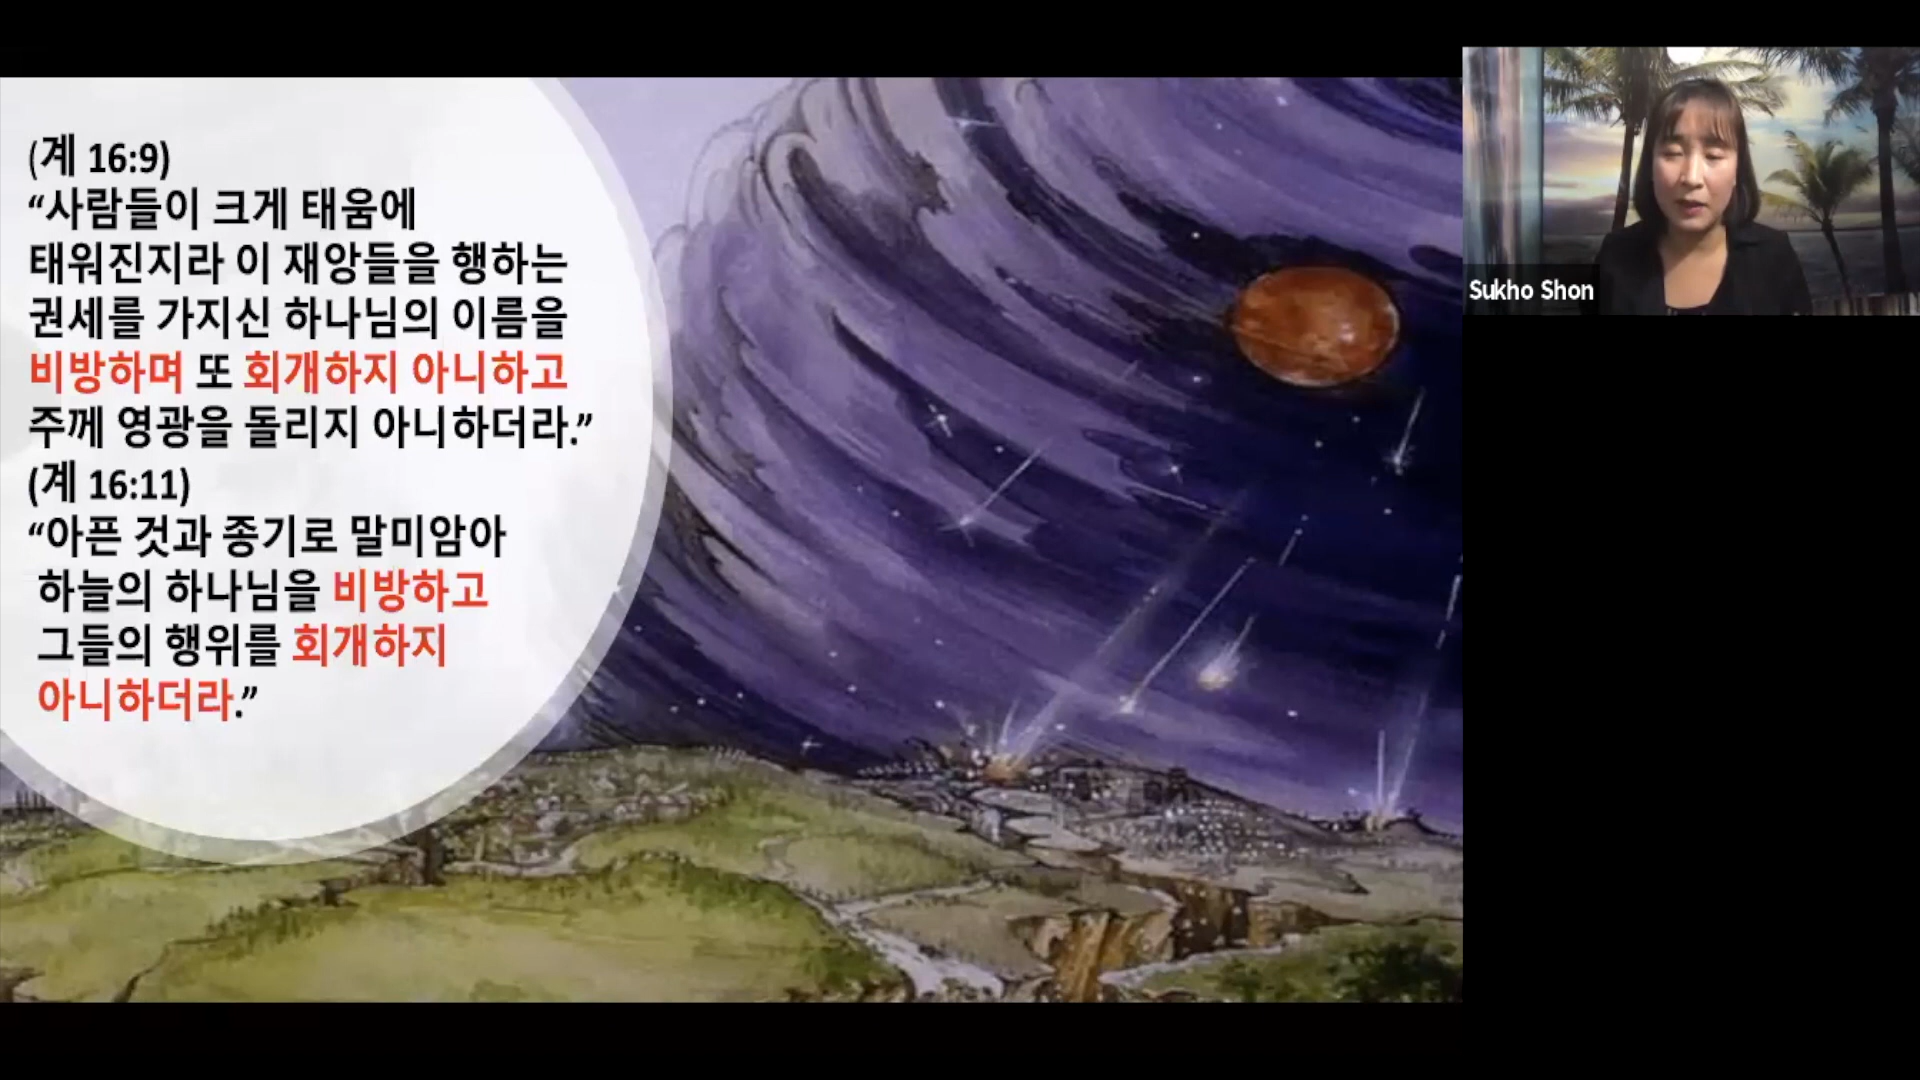 (계 16:9)
“사람들이 크게 태움에
태워진지라 이 재앙들을 행하는
권세를 가지신 하나님의 이름을
비방하며 또 회개하지 아니하고
주께 영광을 돌리지 아니하더라.”
(계 16:11)
“아픈 것과 종기로 말미암아
하늘의 하나님을 비방하고
그들의 행위를 회개하지
아니하더라.”
Sukho Shon